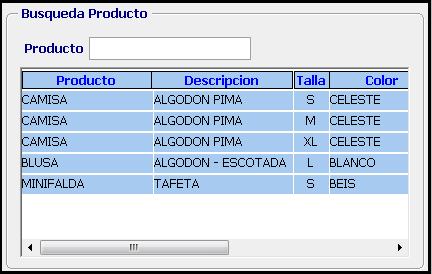 Busqueda Producto
Producto
Producto Descripcion Talla Color
CAMISA ALGODON PIMA S CELESTE
CAMISA ALGODON PIMA M CELESTE
CAMISA ALGODON PIMA XL CELESTE
BLUSA ALGODON - ESCOTADA L BLANCO
MINIFALDA TAFETA S BEIS